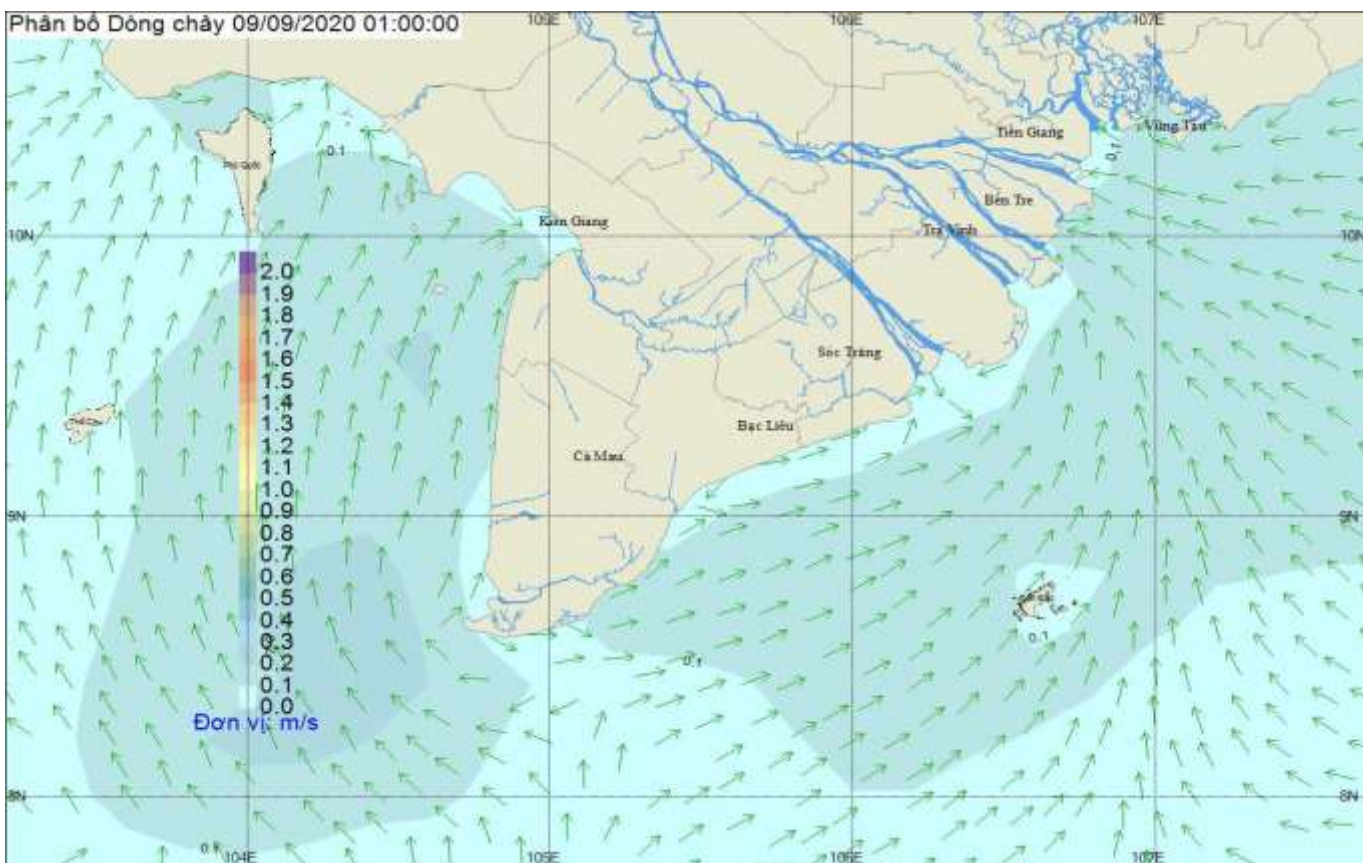 Phân bố Dòng chảy 09/09/2020 01:00:00
105E
106E
107E
Tiền Giang
Vũng Tàu
0.1
0.1
Phú Quốc
Bến Tre
Kiên Giang
Trà Vinh
10N
10N
2.0
1.9
1.8
1.7
1.6
1.5
1.4
1.3
1.2
1.1
1.0
0.9
0.8
0.7
0.6
0.5
0.4
0.3
0.2
0.1
0.0
Đơn vị: m/s
Sóc Trăng
Bạc Liêu
Cà Mau
9N
9N
0.1
0.1
8N
8N
104E
105E
106E
107E